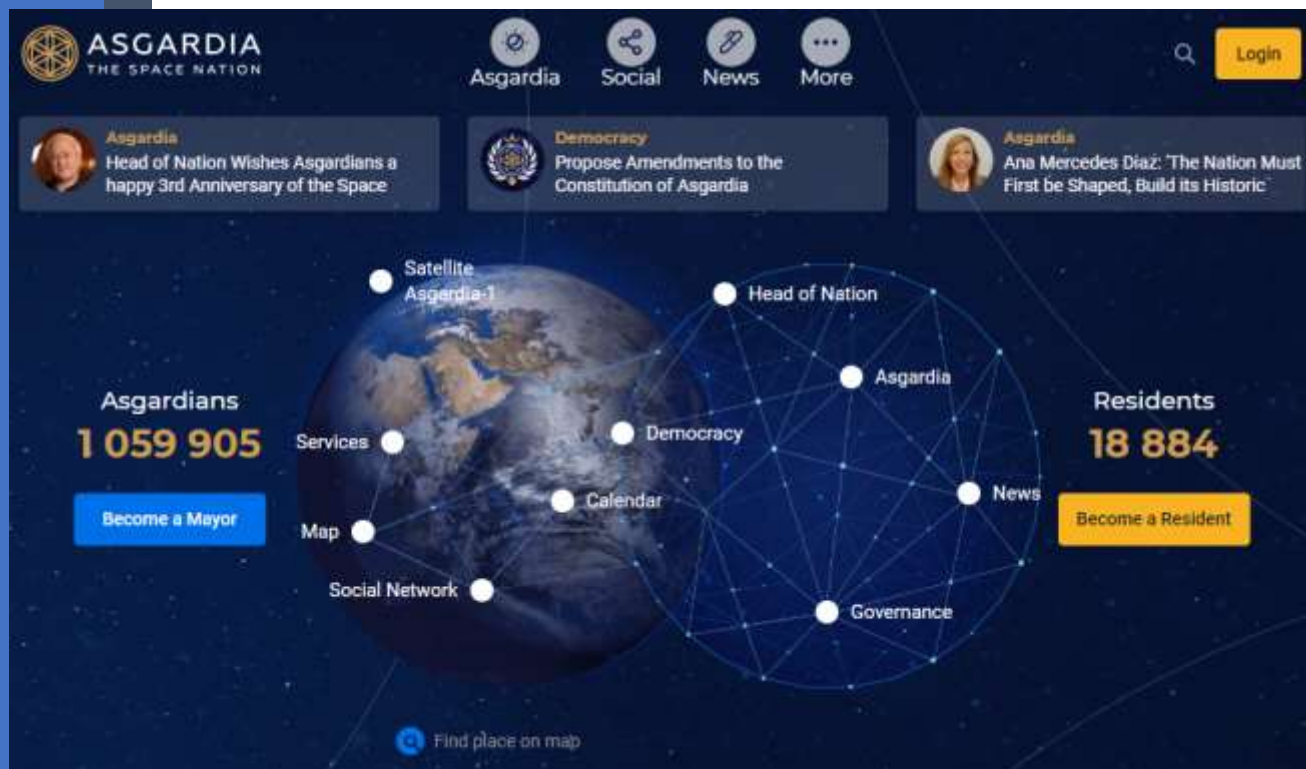 ASGARDIA
THE SPACE NATION
Asgardia
Social
News
More
Login
Asgardia
Head of Nation Wishes Asgardians a
happy 3rd Anniversary of the Space
Democracy
Propose Amendments to the
Constitution of Asgardia
Asgardia
Ana Mercedes Diaz: 'The Nation Must
First be Shaped, Build its Historic
Satellite
Asgardia-1
Head of Nation
Asgardia
Asgardians
1 059 905
Become a Mayor
Services
Democracy
Residents
18 884
Become a Resident
Calendar
News
Map
Social Network
Governance
Find place on map